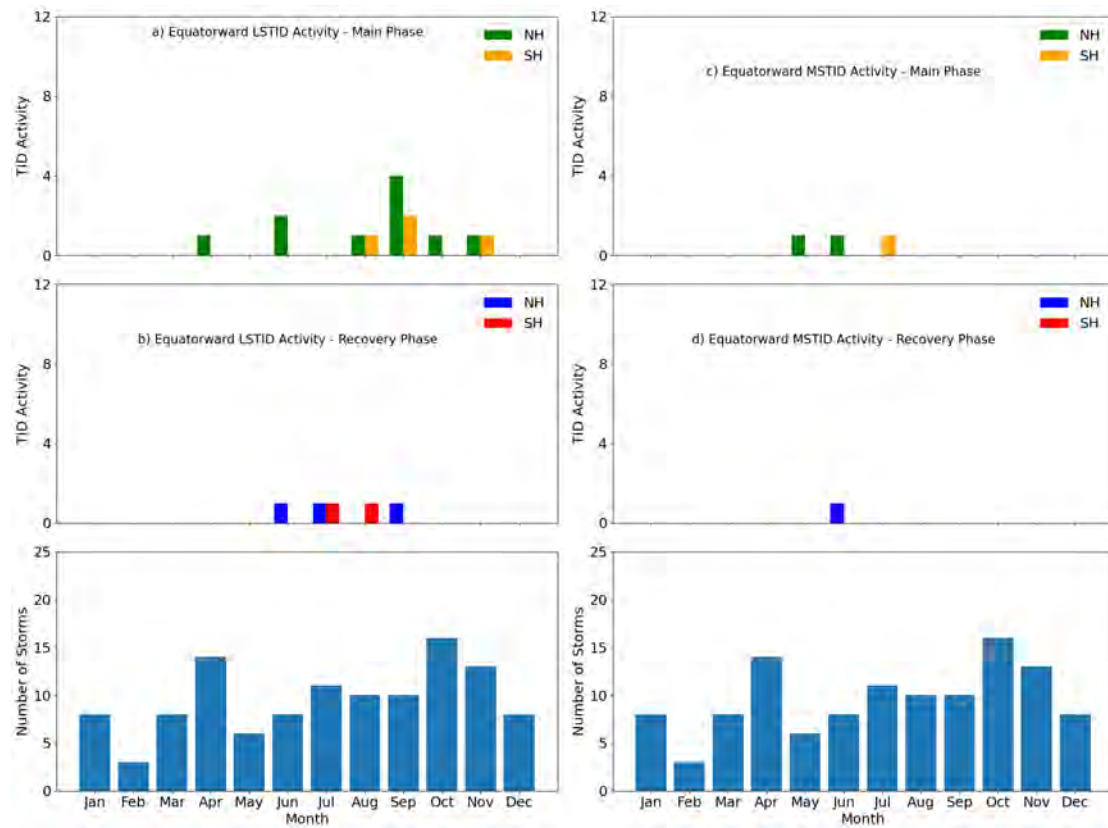 12
a) Equatorward LSTID Activity - Main Phase
NH
SH
8
TID Activity
4
0
12
NH
SH
c) Equatorward MSTID Activity - Main Phase
8
TID Activity
4
0
12
NH
SH
b) Equatorward LSTID Activity - Recovery Phase
8
TID Activity
4
0
12
NH
SH
d) Equatorward MSTID Activity - Recovery Phase
8
TID Activity
4
0
25
20
15
10
5
0
Number of Storms
Jan Feb Mar Apr May Jun Jul Aug Sep Oct Nov Dec
Month
25
20
15
10
5
0
Number of Storms
Jan Feb Mar Apr May Jun Jul Aug Sep Oct Nov Dec
Month